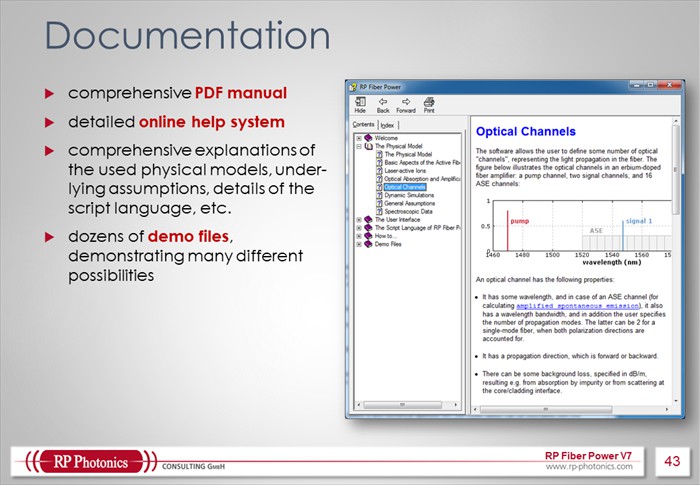 Documentation
comprehensive PDF manual
detailed online help system
comprehensive explanations of
the used physical models, under-
lying assumptions, details of the
script language, etc.
dozens of demo files,
demonstrating many different
possibilities
RP Fiber Power
Hide Back Forward Print
Contents Index
Welcome
The Physical Model
The Physical Model
Basic Aspects of the Active Fibe
Laser-active Ions
Optical Absorption and Amplifica
Optical Channels
Dynamic Simulations
General Assumptions
Spectroscopic Data
The User Interface
The Script Language of RP Fiber P
How to...
Demo Files
Optical Channels
The software allows the user to define some number of optical
"channels", representing the light propagation in the fiber. The
figure below illustrates the optical channels in an erbium-doped
fiber amplifier: a pump channel, two signal channels, and 16
ASE channels:
1
pump
signal 1
0.5
ASE
0
1460 1480 1500 1520 1540 1560
wavelength (nm)
An optical channel has the following properties:
It has some wavelength, and in case of an ASE channel (for
calculating amplified spontaneous emission), it also
has a wavelength bandwidth, and in addition the user specifies
the number of propagation modes. The latter can be 2 for a
single-mode fiber, when both polarization directions are
accounted for.
It has a propagation direction, which is forward or backward.
There can be some background loss, specified in dB/m,
resulting e.g. from absorption by impurity or from scattering at
the core/cladding interface.
RP Photonics
CONSULTING GMBH
RP Fiber Power V7
www.rp-photonics.com
43